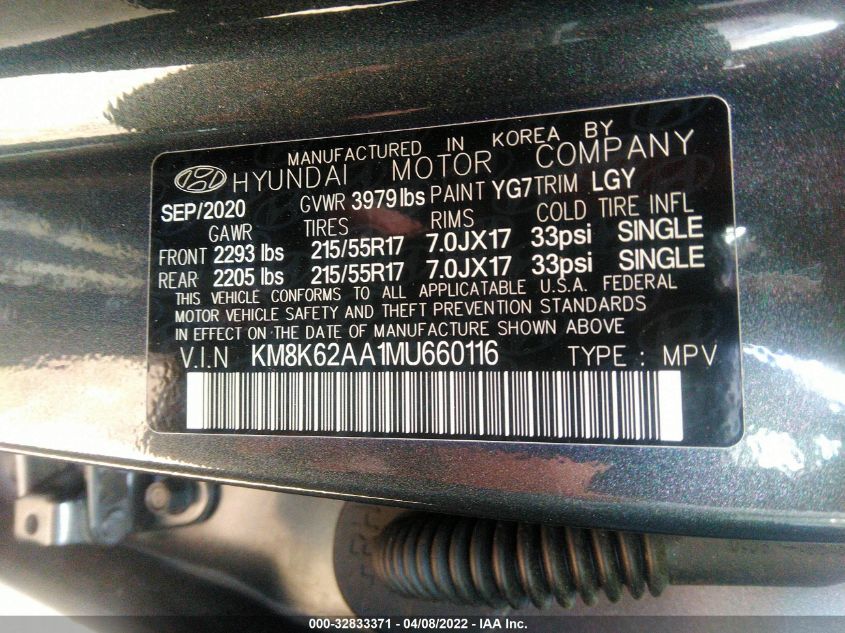 MANUFACTURED IN KOREA BY
HYUNDAI MOTOR COMPANY
SEP/2020 GVWR 3979lbs PAINT YG7 TRIM LGY
GAWR TIRES RIMS COLD TIRE INFL
FRONT 2293 lbs 215/55R17 7.0JX17 33psi SINGLE
REAR 2205 lbs 215/55R17 7.0JX17 33psi SINGLE
THIS VEHICLE CONFORMS TO ALL APPLICATABLE U.S.A. FEDERAL
MOTOR VEHICLE SAFETY AND THEFT PREVENTION STANDARDS
IN EFFECT ON THE DATE OF MANUFACTURE SHOWN ABOVE
V.I.N KM8K62AA1MU660116 TYPE : MPV
000-32833371 - 04/08/2022 - IAA Inc.